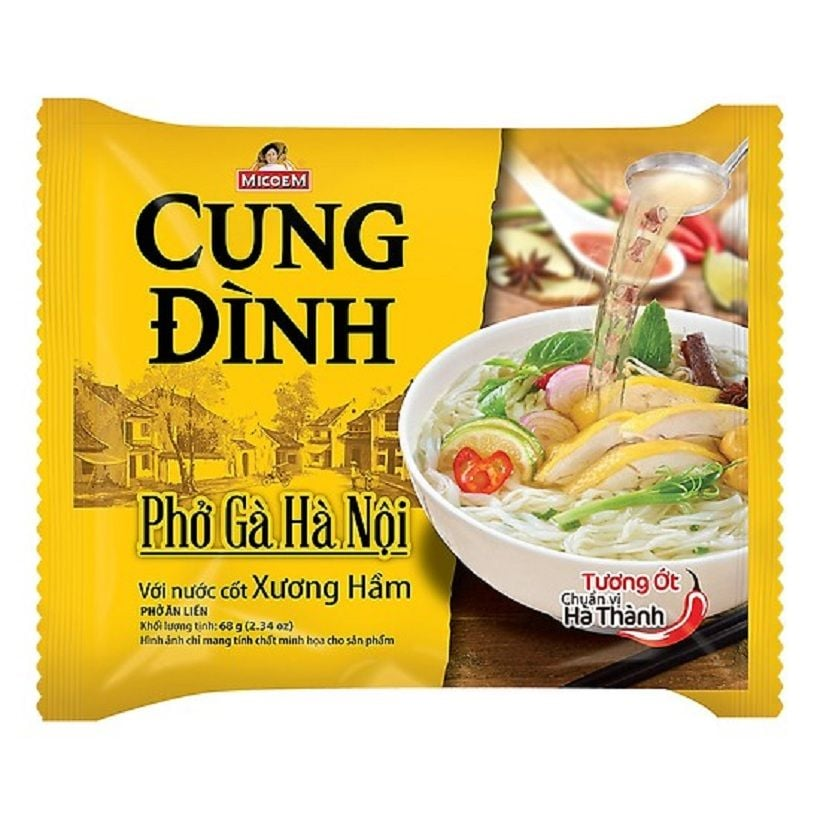 MICOEM
CUNG
ĐÌNH
Phở Gà Hà Nội
Với nước cốt Xương Hầm
PHỞ ĂN LIỀN
Khối lượng tịnh: 68 g (2.34 oz)
Hình ảnh chỉ mang tính chất minh họa cho sản phẩm
Tương Ớt
Chuẩn vị
Hà Thành